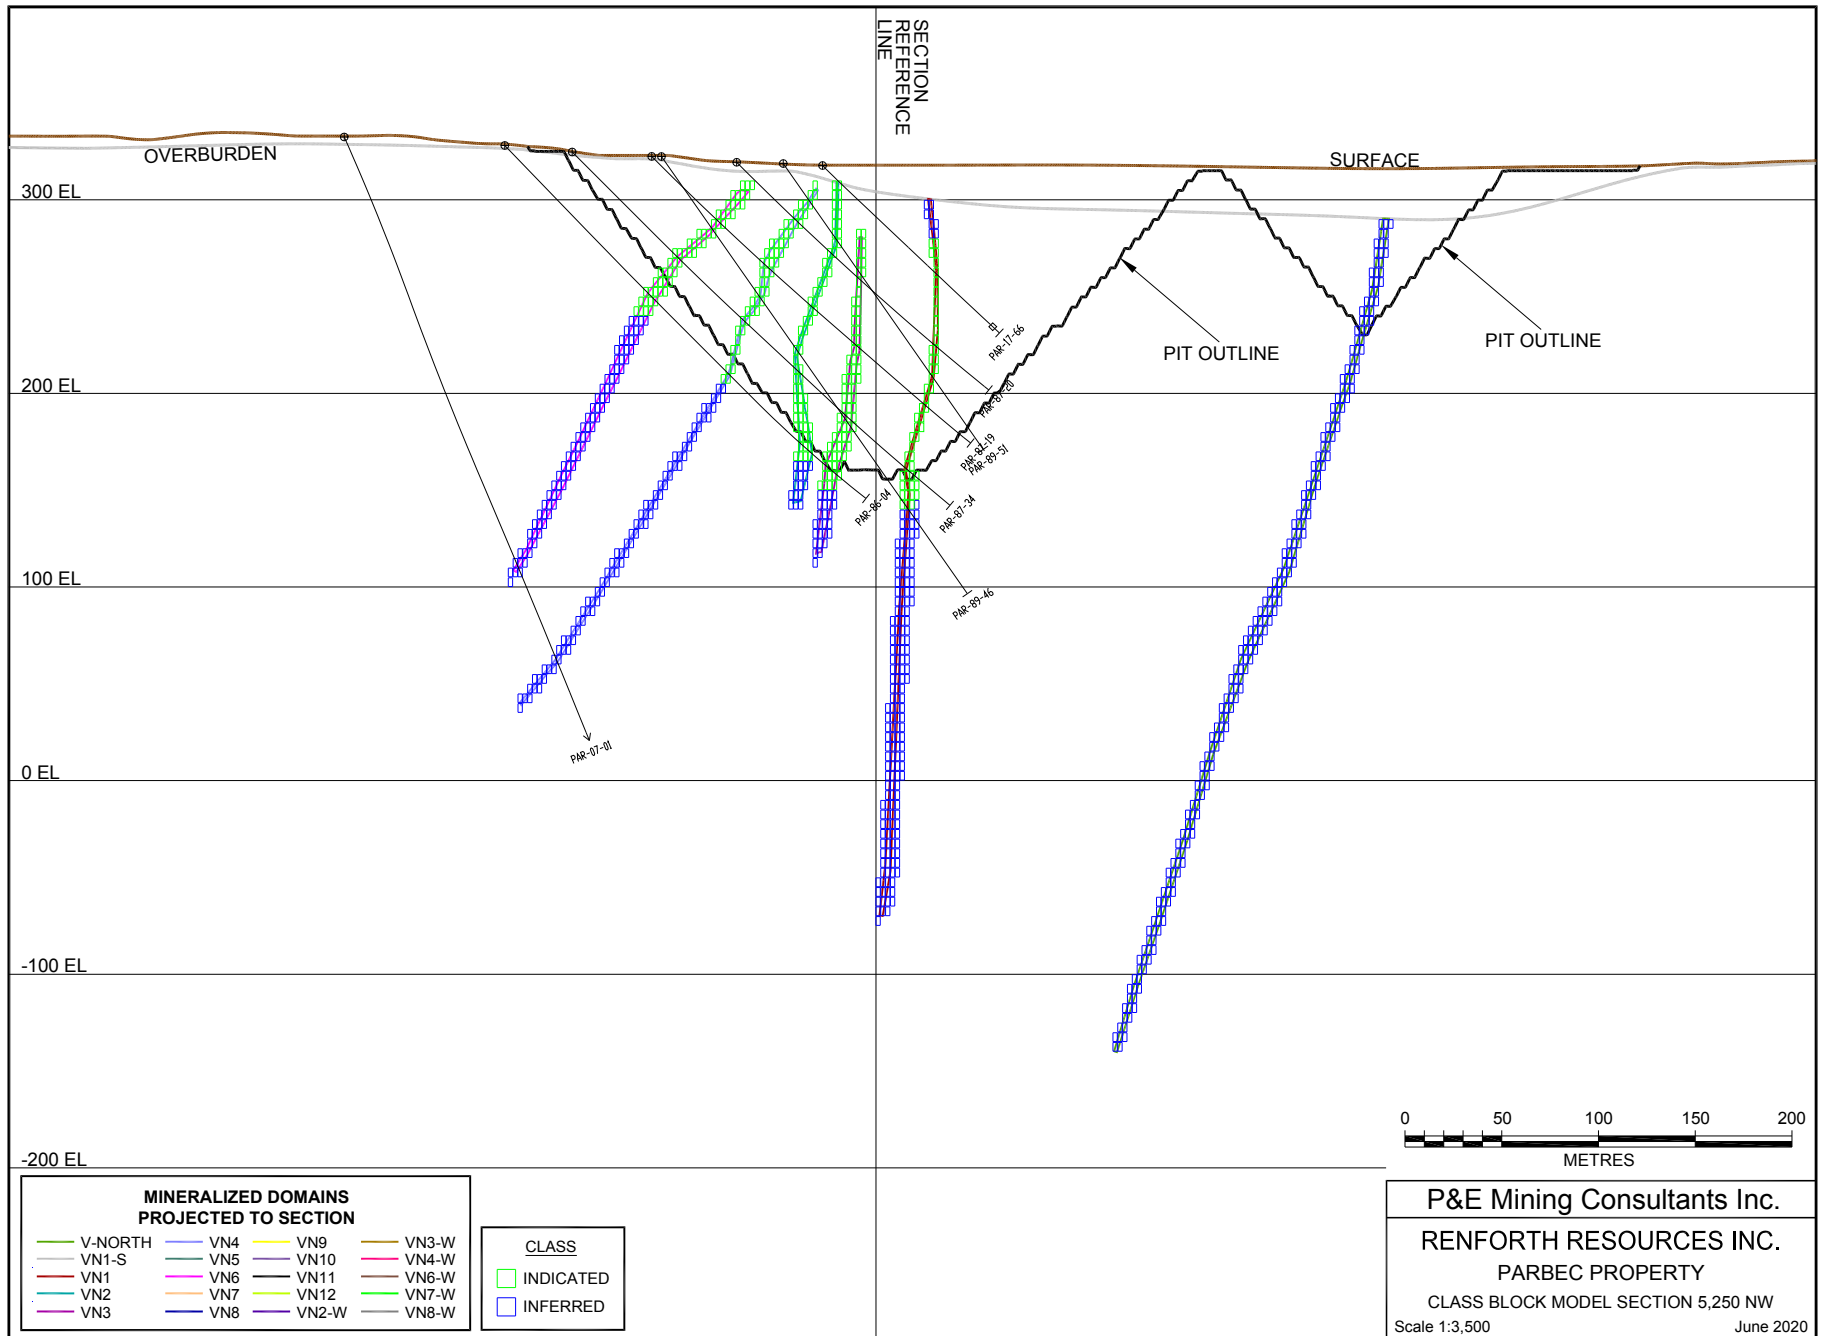 SECTION
REFERENCE
LINE
OVERBURDEN
SURFACE
300 EL
200 EL
100 EL
0 EL
-100 EL
-200 EL
PIT OUTLINE
PIT OUTLINE
PAR-17-66
PAR-87-20
PAR-87-19
PAR-89-51
PAR-86-04
PAR-87-34
PAR-89-46
PAR-07-01
0 50 100 150 200
METRES
MINERALIZED DOMAINS
PROJECTED TO SECTION
V-NORTH VN4 VN9 VN3-W
VN1-S VN5 VN10 VN4-W
VN1 VN6 VN11 VN6-W
VN2 VN7 VN12 VN7-W
VN3 VN8 VN2-W VN8-W
CLASS
INDICATED
INFERRED
P&E Mining Consultants Inc.
RENFORTH RESOURCES INC.
PARBEC PROPERTY
CLASS BLOCK MODEL SECTION 5,250 NW
Scale 1:3,500 June 2020